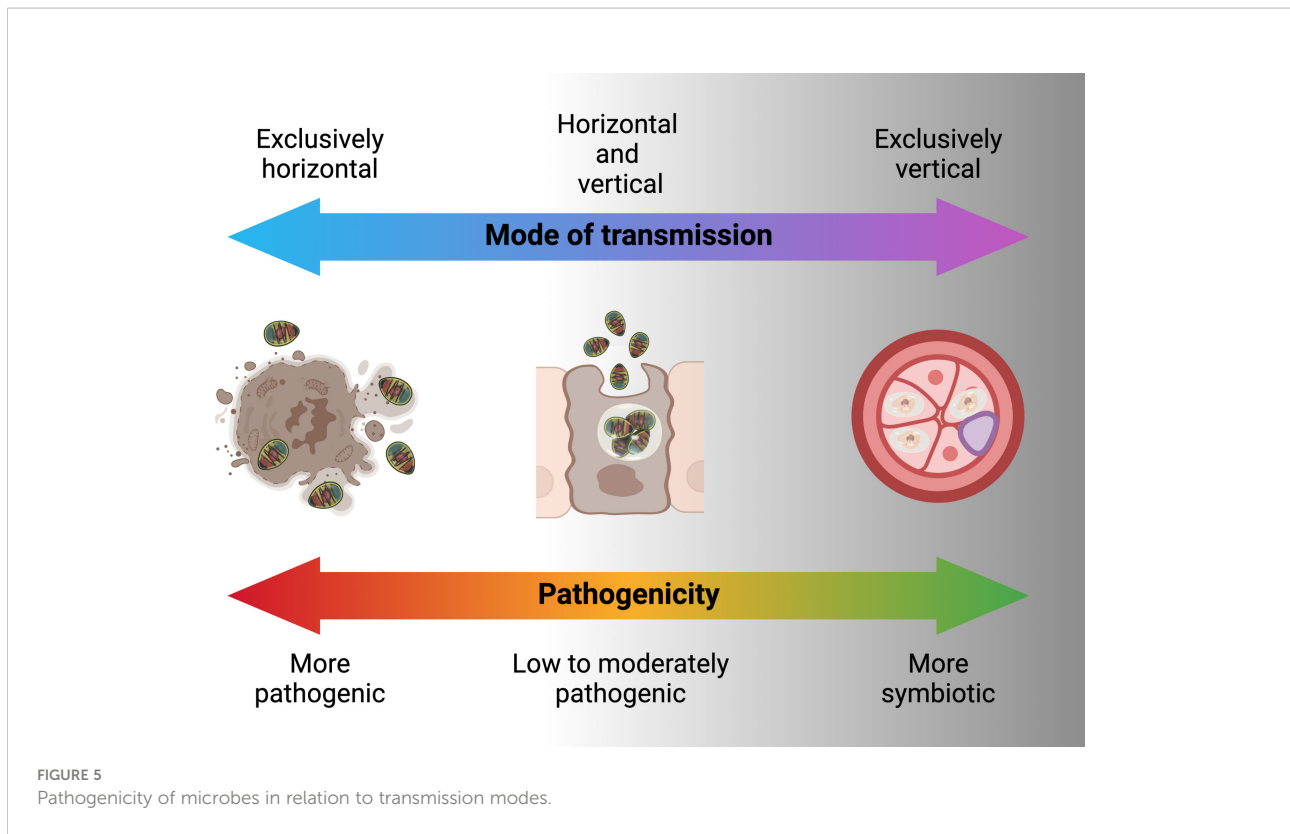 Exclusively
horizontal
Horizontal
and
vertical
Exclusively
vertical
Mode of transmission
Pathogenicity
More
pathogenic
Low to moderately
pathogenic
More
symbiotic
FIGURE 5
Pathogenicity of microbes in relation to transmission modes.